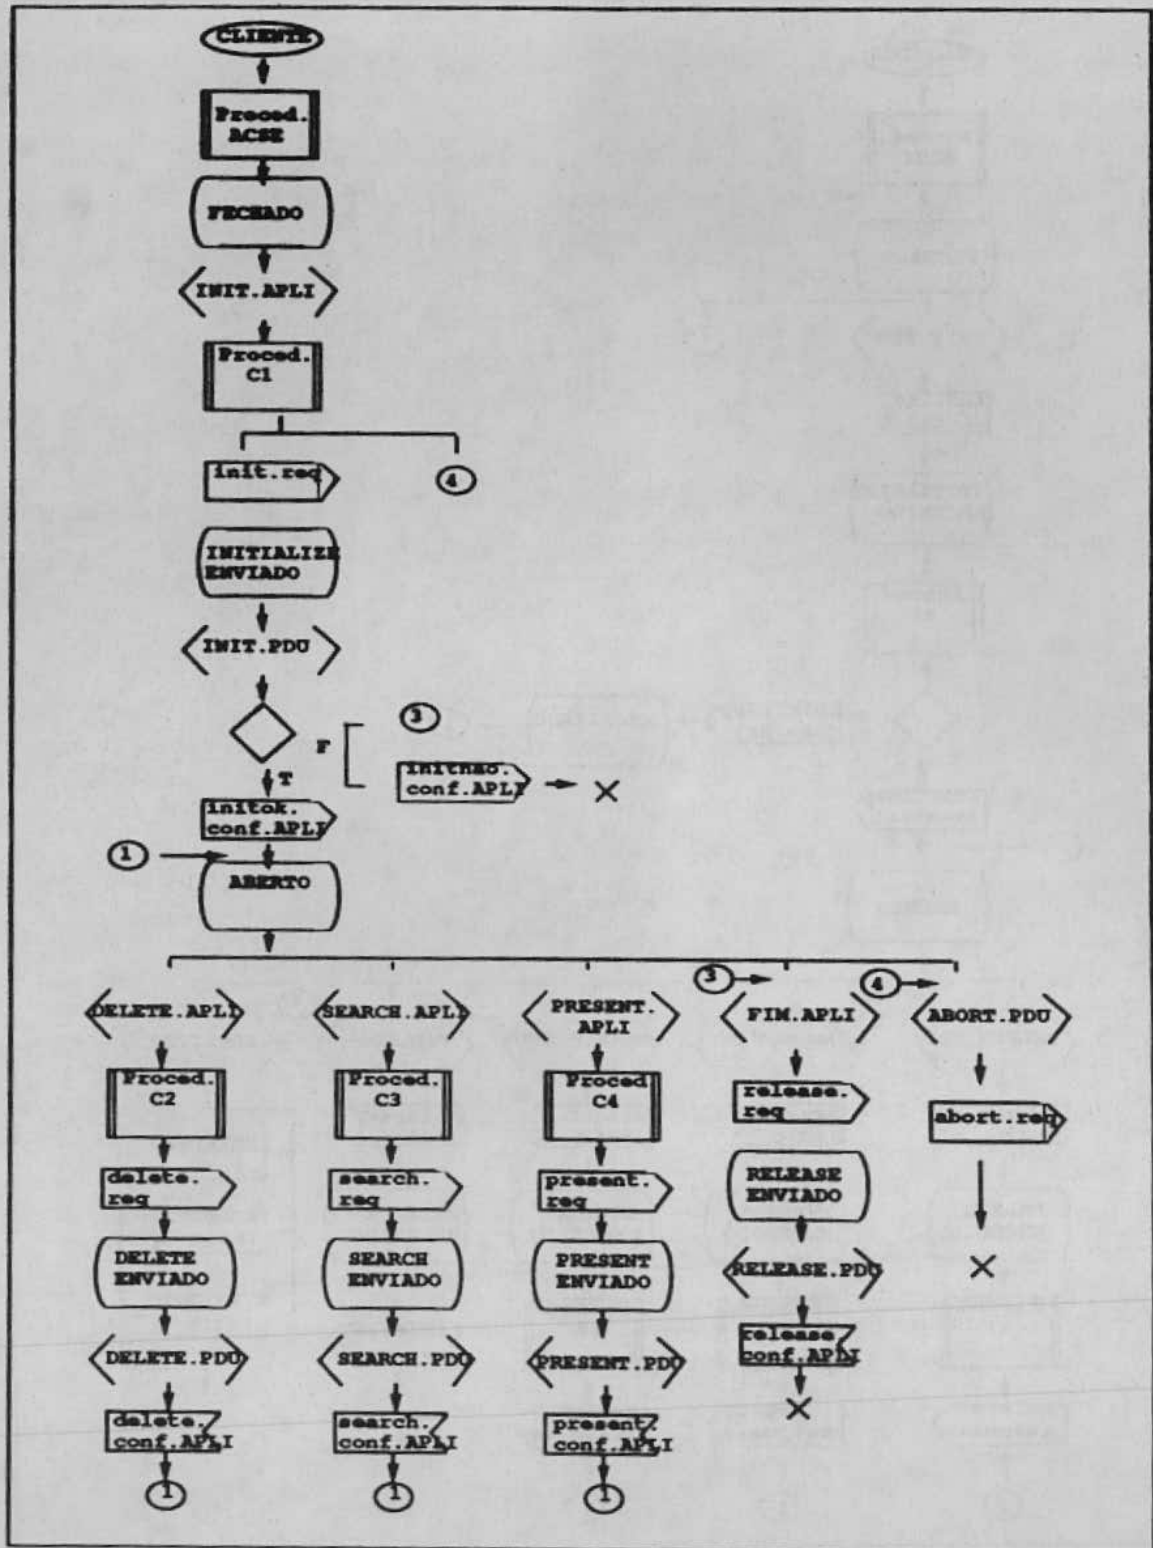 CLIENTE
Proced.
ACSE
FECHADO
INIT.APLI
Proced.
C1
init.req
4
INITIALIZE
ENVIADO
INIT.PDU
3
F
T
initnao.
conf.APLI
initok.
conf.APLI
1
ABERTO
3
4
DELETE.APLI
SEARCH.APLI
PRESENT.
APLI
FIM.APLI
ABORT.PDU
Proced.
C2
Proced.
C3
Proced
C4
release.
req
abort.req
delete.
req
search.
req
present.
req
RELEASE
ENVIADO
DELETE
ENVIADO
SEARCH
ENVIADO
PRESENT
ENVIADO
RELEASE.PDU
DELETE.PDU
SEARCH.PDU
PRESENT.PDU
release.
conf.APLI
delete.
conf.APLI
search.
conf.APLI
present.
conf.APLI
1
1
1